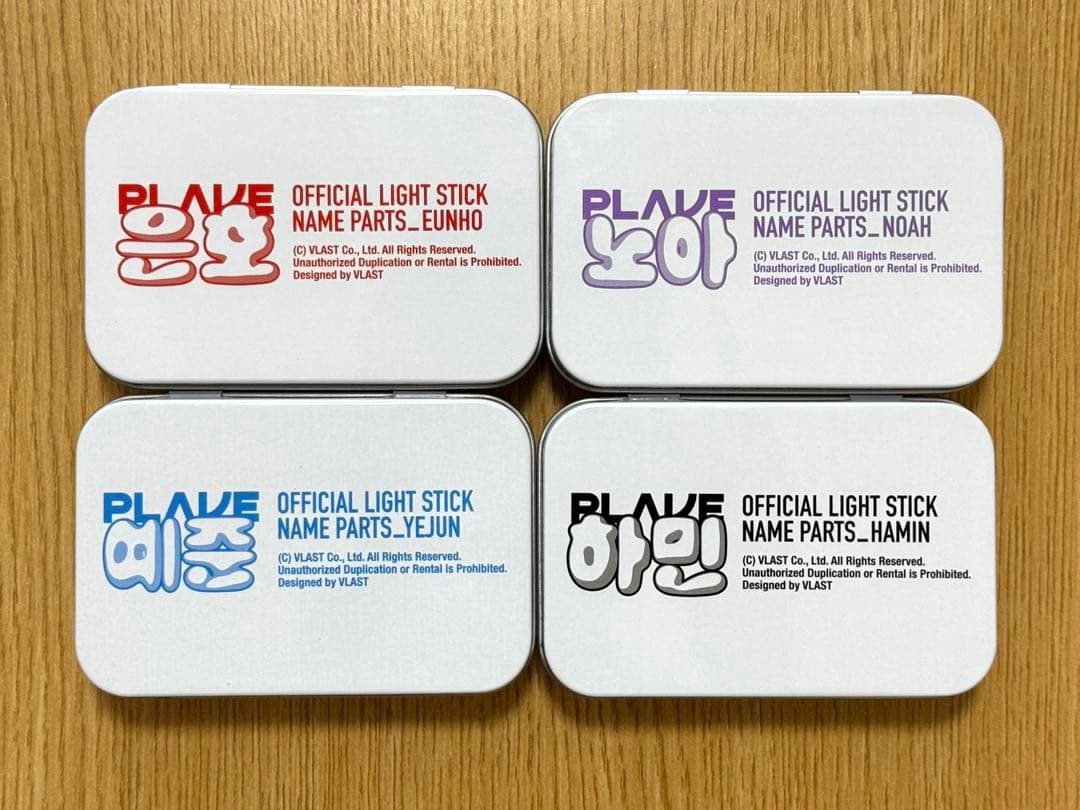 PLAVE
은호
OFFICIAL LIGHT STICK
NAME PARTS_EUNHO
(C) VLAST Co., Ltd. All Rights Reserved.
Unauthorized Duplication or Rental is Prohibited.
Designed by VLAST
PLAVE
노아
OFFICIAL LIGHT STICK
NAME PARTS_NOAH
(C) VLAST Co., Ltd. All Rights Reserved.
Unauthorized Duplication or Rental is Prohibited.
Designed by VLAST
PLAVE
예준
OFFICIAL LIGHT STICK
NAME PARTS_YEJUN
(C) VLAST Co., Ltd. All Rights Reserved.
Unauthorized Duplication or Rental is Prohibited.
Designed by VLAST
PLAVE
하민
OFFICIAL LIGHT STICK
NAME PARTS_HAMIN
(C) VLAST Co., Ltd. All Rights Reserved.
Unauthorized Duplication or Rental is Prohibited.
Designed by VLAST